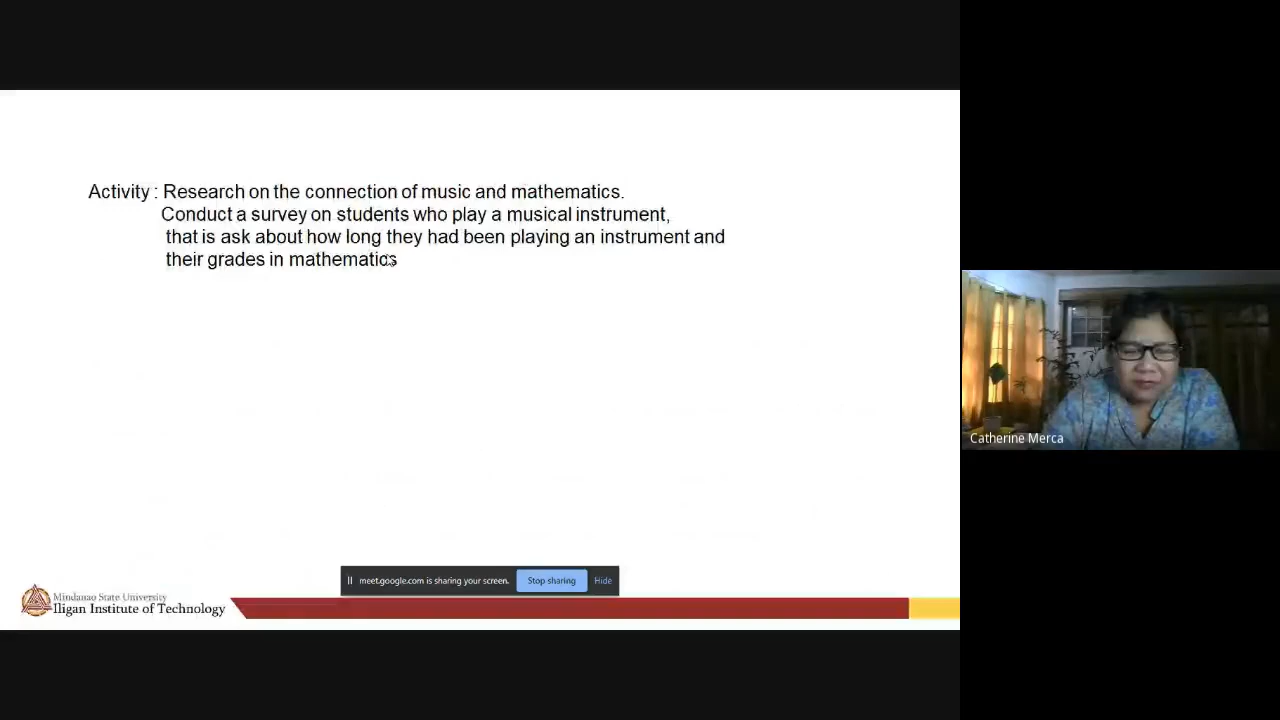 Activity : Research on the connection of music and mathematics.
Conduct a survey on students who play a musical instrument,
that is ask about how long they had been playing an instrument and
their grades in mathematics
Catherine Merca
meet.google.com is sharing your screen.
Stop sharing
Hide
Mindanao State University
Iligan Institute of Technology